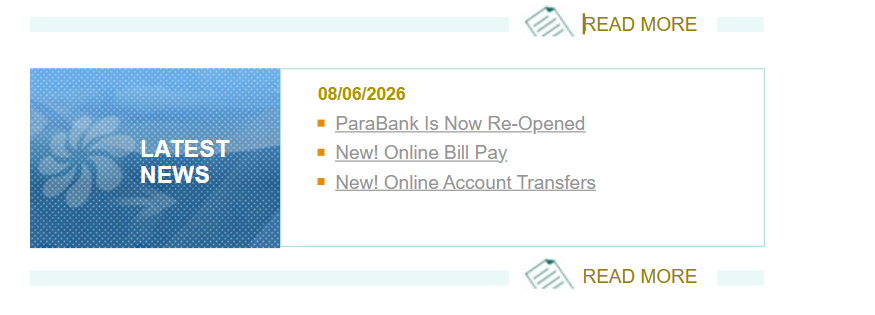 READ MORE
08/06/2026
ParaBank Is Now Re-Opened
LATEST
NEWS
New! Online Bill Pay
New! Online Account Transfers
READ MORE